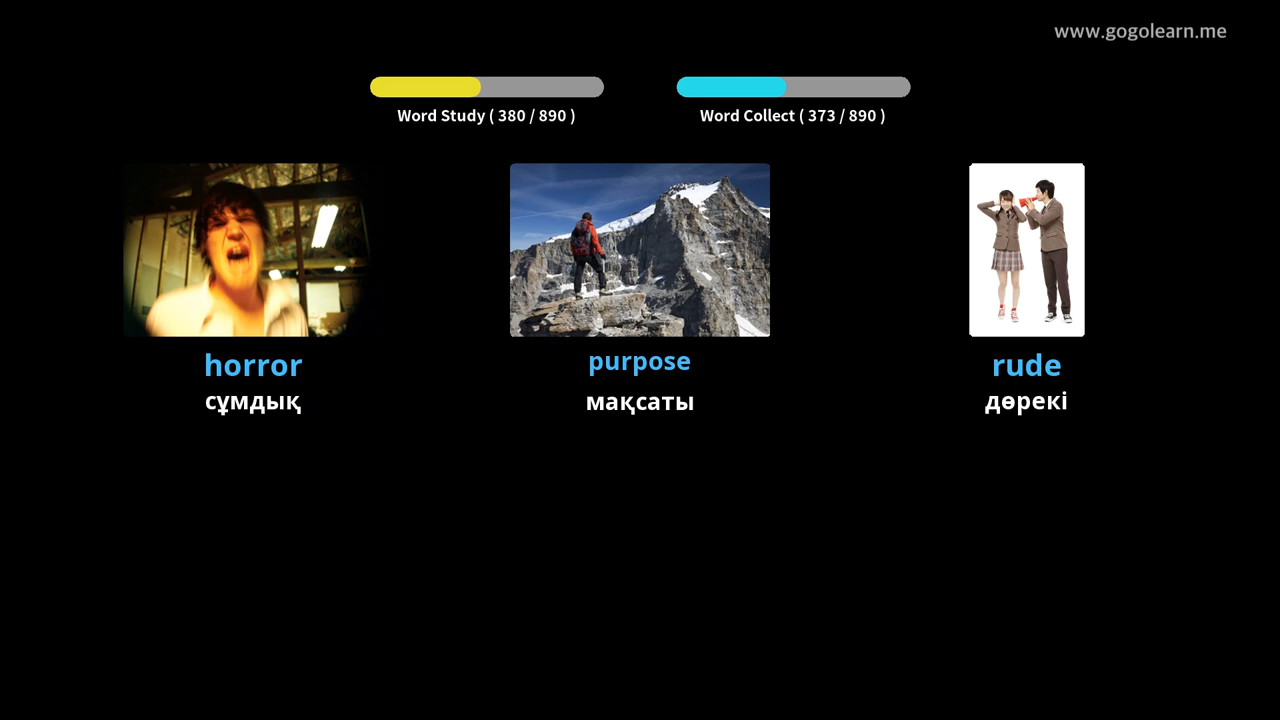 www.gogolearn.me
Word Study ( 380 / 890 )
Word Collect ( 373 / 890 )
horror
purpose
rude
сұмдық
мақсаты
дөрекі